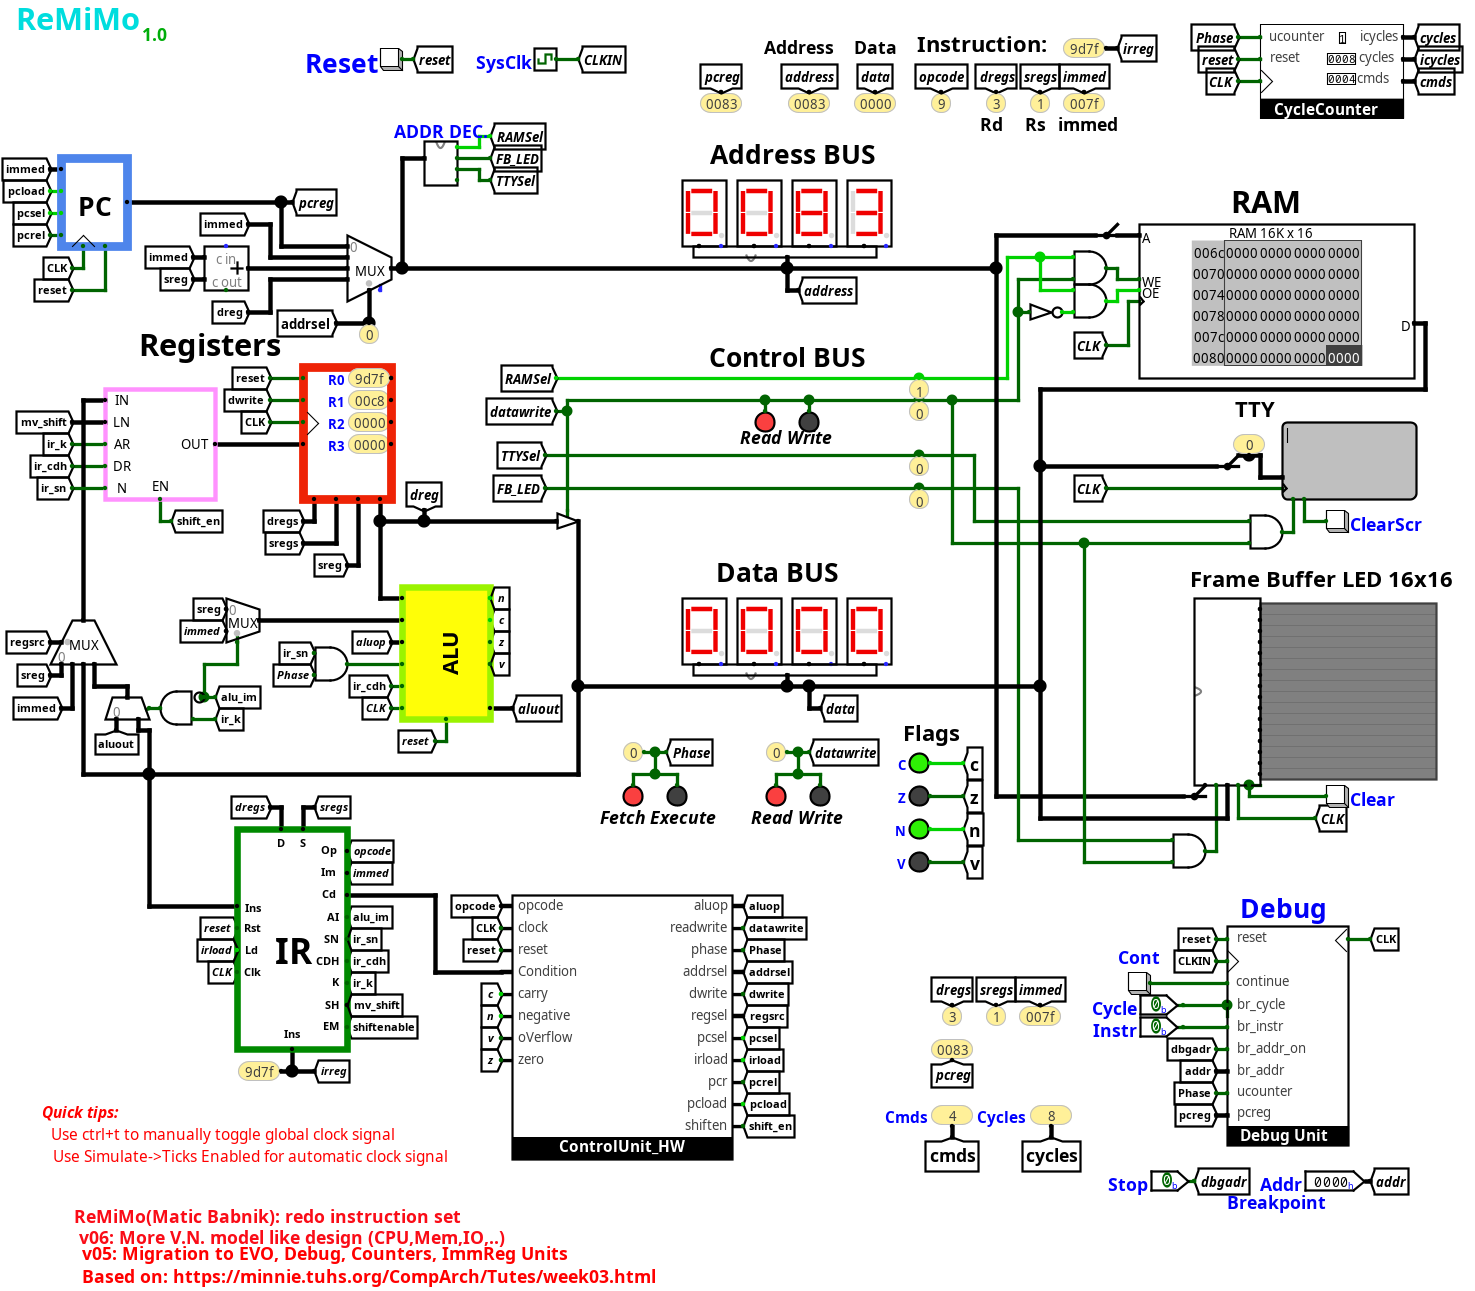 ReMiMo
1.0
Reset
reset
SysClk
CLKIN
Address
Data
Instruction:
9d7f
irreg
pcreg
address
data
opcode
dregs
sregs
immed
0083
0083
0000
9
3
1
007f
Rd
Rs
immed
Phase
reset
CLK
ucounter
reset
1
0008
0004
icycles
cycles
cmds
CycleCounter
cycles
icycles
cmds
ADDR DEC
RAMSel
FB_LED
TTYSel
Address BUS
0083
immed
pcload
pcsel
pcrel
PC
CLK
reset
pcreg
immed
immed
sreg
c in
+
c out
dreg
0
MUX
addrsel
0
address
RAM
RAM 16K x 16
A
WE
OE
D
006c 0000 0000 0000 0000
0070 0000 0000 0000 0000
0074 0000 0000 0000 0000
0078 0000 0000 0000 0000
007c 0000 0000 0000 0000
0080 0000 0000 0000 0000
CLK
Registers
reset
dwrite
CLK
R0 9d7f
R1 00c8
R2 0000
R3 0000
mv_shift
ir_k
ir_cdh
ir_sn
IN
LN
AR
DR
N
OUT
EN
shift_en
dregs
sregs
sreg
dreg
Control BUS
RAMSel
datawrite
TTYSel
FB_LED
1
0
0
0
Read Write
TTY
0
CLK
ClearScr
Data BUS
0000
data
Frame Buffer LED 16x16
Clear
CLK
regsrc
sreg
immed
MUX
0
0
aluout
alu_im
ir_k
sreg
immed
0
MUX
ir_sn
Phase
aluop
ir_cdh
CLK
reset
ALU
n
c
z
v
aluout
0
Phase
Fetch Execute
0
datawrite
Read Write
Flags
C
c
Z
z
N
n
V
v
dregs
sregs
D
S
IR
Ins
Rst
Ld
Clk
reset
irload
CLK
Op
Im
Cd
AI
SN
CDH
K
SH
EM
Ins
opcode
immed
alu_im
ir_sn
ir_cdh
ir_k
mv_shift
shiftenable
9d7f
irreg
opcode
CLK
reset
c
n
v
z
opcode
clock
reset
Condition
carry
negative
oVerflow
zero
aluop
readwrite
phase
addrsel
dwrite
regsel
pcsel
irload
pcr
pcload
shiften
ControlUnit_HW
aluop
datawrite
Phase
addrsel
dwrite
regsrc
pcsel
irload
pcrel
pcload
shift_en
dregs
sregs
immed
3
1
007f
0083
pcreg
Cmds
4
Cycles
8
cmds
cycles
Debug
reset
CLKIN
Cont
Cycle
0b
Instr
0b
dbgadr
addr
Phase
pcreg
reset
continue
br_cycle
br_instr
br_addr_on
br_addr
ucounter
pcreg
Debug Unit
CLK
Stop
0b
dbgadr
Addr
0000h
addr
Breakpoint
Quick tips:
Use ctrl+t to manually toggle global clock signal
Use Simulate->Ticks Enabled for automatic clock signal
ReMiMo(Matic Babnik): redo instruction set
v06: More V.N. model like design (CPU,Mem,IO,..)
v05: Migration to EVO, Debug, Counters, ImmReg Units
Based on: https://minnie.tuhs.org/CompArch/Tutes/week03.html